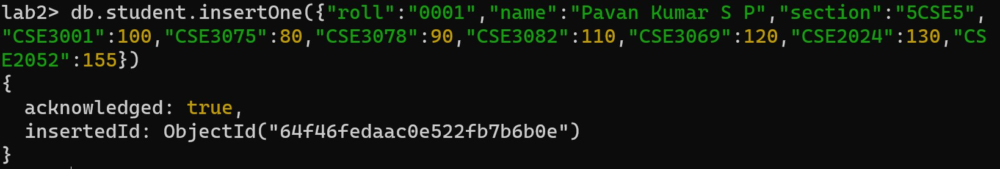 lab2> db.student.insertOne({"roll":"0001","name":"Pavan Kumar S P","section":"5CSE5",
"CSE3001":100,"CSE3075":80,"CSE3078":90,"CSE3082":110,"CSE3069":120,"CSE2024":130,"CS
E2052":155})
{
  acknowledged: true,
  insertedId: ObjectId("64f46fedaac0e522fb7b6b0e")
}